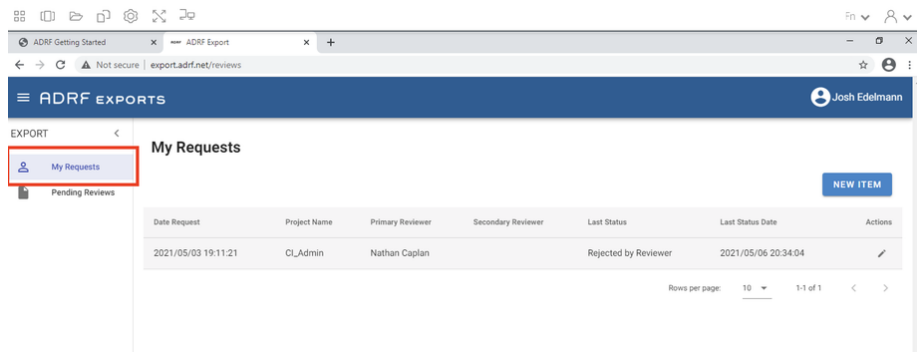 En
ADRF Getting Started
ADRF Export
Not secure | export.adrf.net/reviews
ADRF EXPORTS
Josh Edelmann
EXPORT
My Requests
My Requests
Pending Reviews
NEW ITEM
Date Request Project Name Primary Reviewer Secondary Reviewer Last Status Last Status Date Actions
2021/05/03 19:11:21 CI_Admin Nathan Caplan Rejected by Reviewer 2021/05/06 20:34:04
Rows per page: 10 1-1 of 1